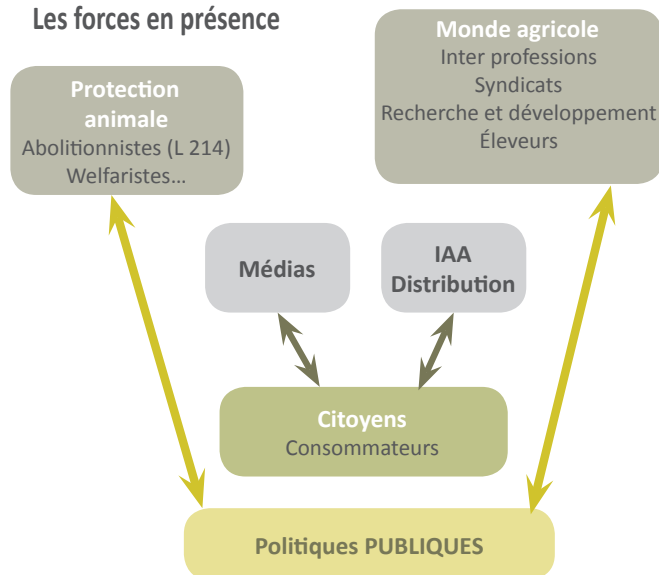 Les forces en présence
Protection
animale
Abolitionnistes (L 214)
Welfaristes...
Monde agricole
Inter professions
Syndicats
Recherche et développement
Éleveurs
Médias
IAA
Distribution
Citoyens
Consommateurs
Politiques PUBLIQUES